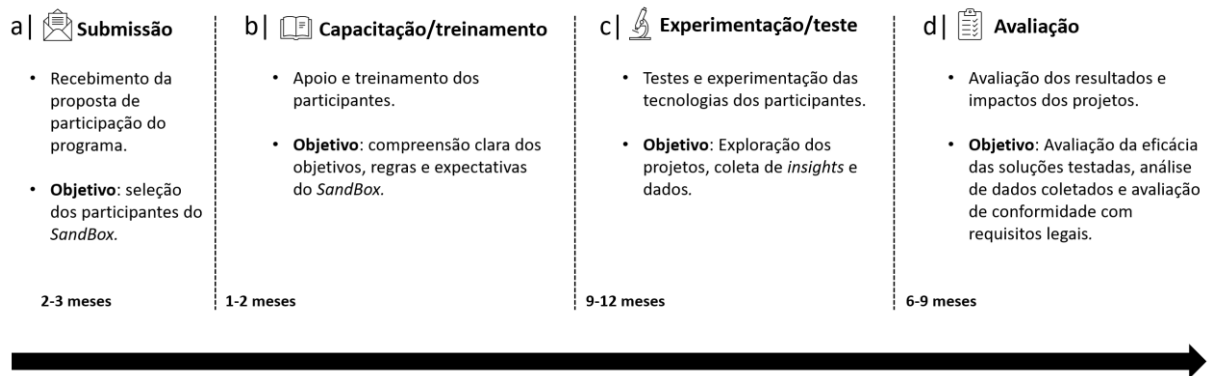 a| Submissão
• Recebimento da
proposta de
participação do
programa.
• Objetivo: seleção
dos participantes do
SandBox.
2-3 meses
b| Capacitação/treinamento
• Apoio e treinamento dos
participantes.
• Objetivo: compreensão clara dos
objetivos, regras e expectativas
do SandBox.
1-2 meses
c| Experimentação/teste
• Testes e experimentação das
tecnologias dos participantes.
• Objetivo: Exploração dos
projetos, coleta de insights e
dados.
9-12 meses
d| Avaliação
• Avaliação dos resultados e
impactos dos projetos.
• Objetivo: Avaliação da eficácia
das soluções testadas, análise
de dados coletados e avaliação
de conformidade com
requisitos legais.
6-9 meses